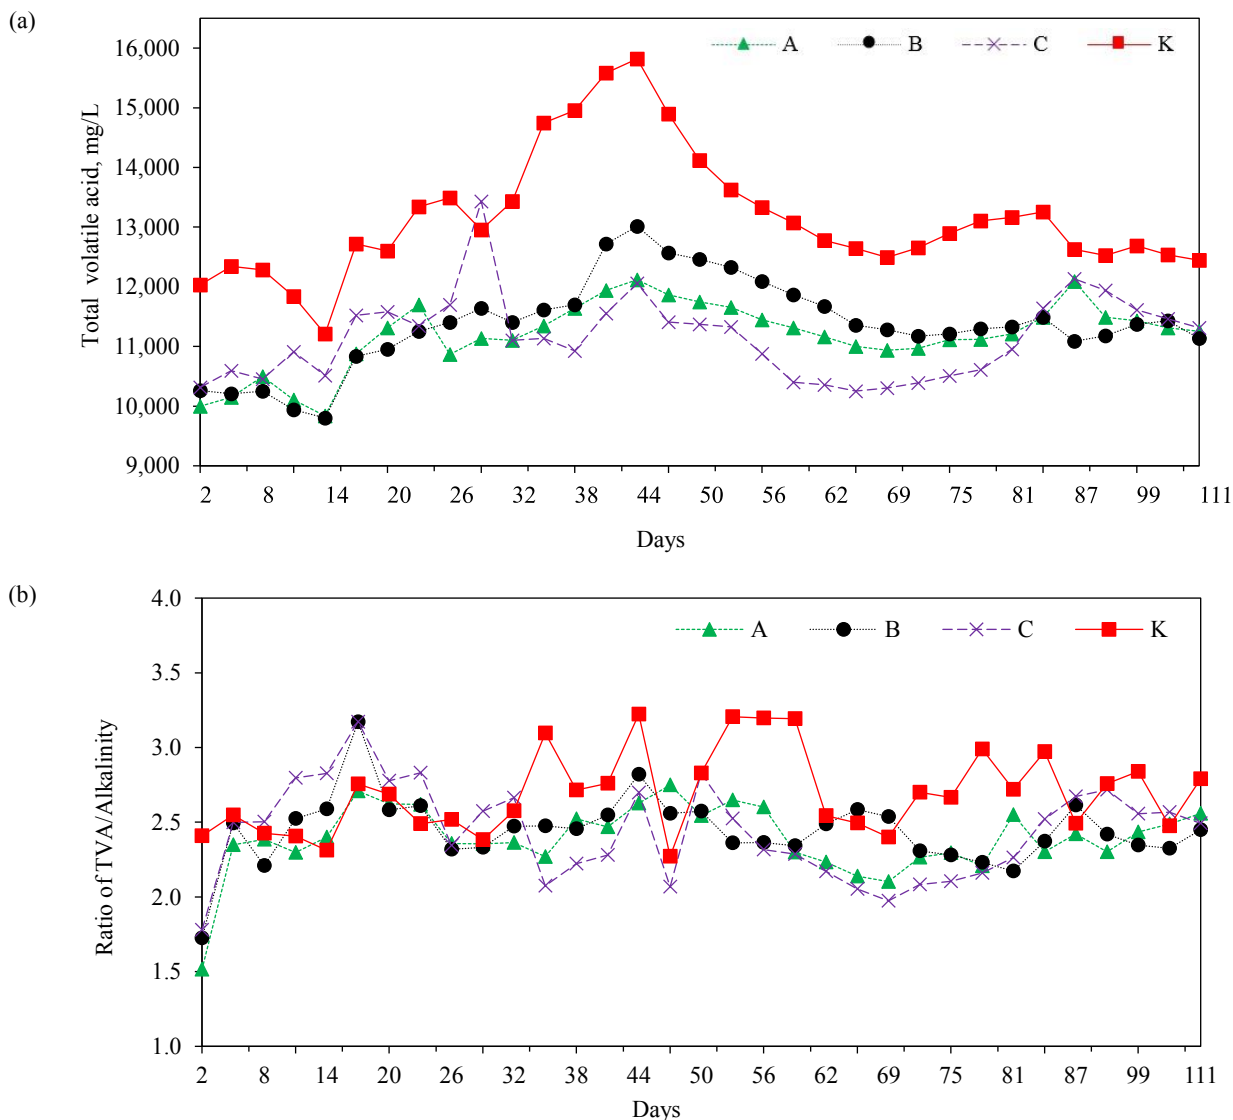 (a)
A B C K
16,000
15,000
14,000
13,000
12,000
11,000
10,000
9,000
Total volatile acid, mg/L
2 8 14 20 26 32 38 44 50 56 62 69 75 81 87 99 111
Days
(b)
A B C K
4.0
3.5
3.0
2.5
2.0
1.5
1.0
Ratio of TVA/Alkalinity
2 8 14 20 26 32 38 44 50 56 62 69 75 81 87 99 111
Days